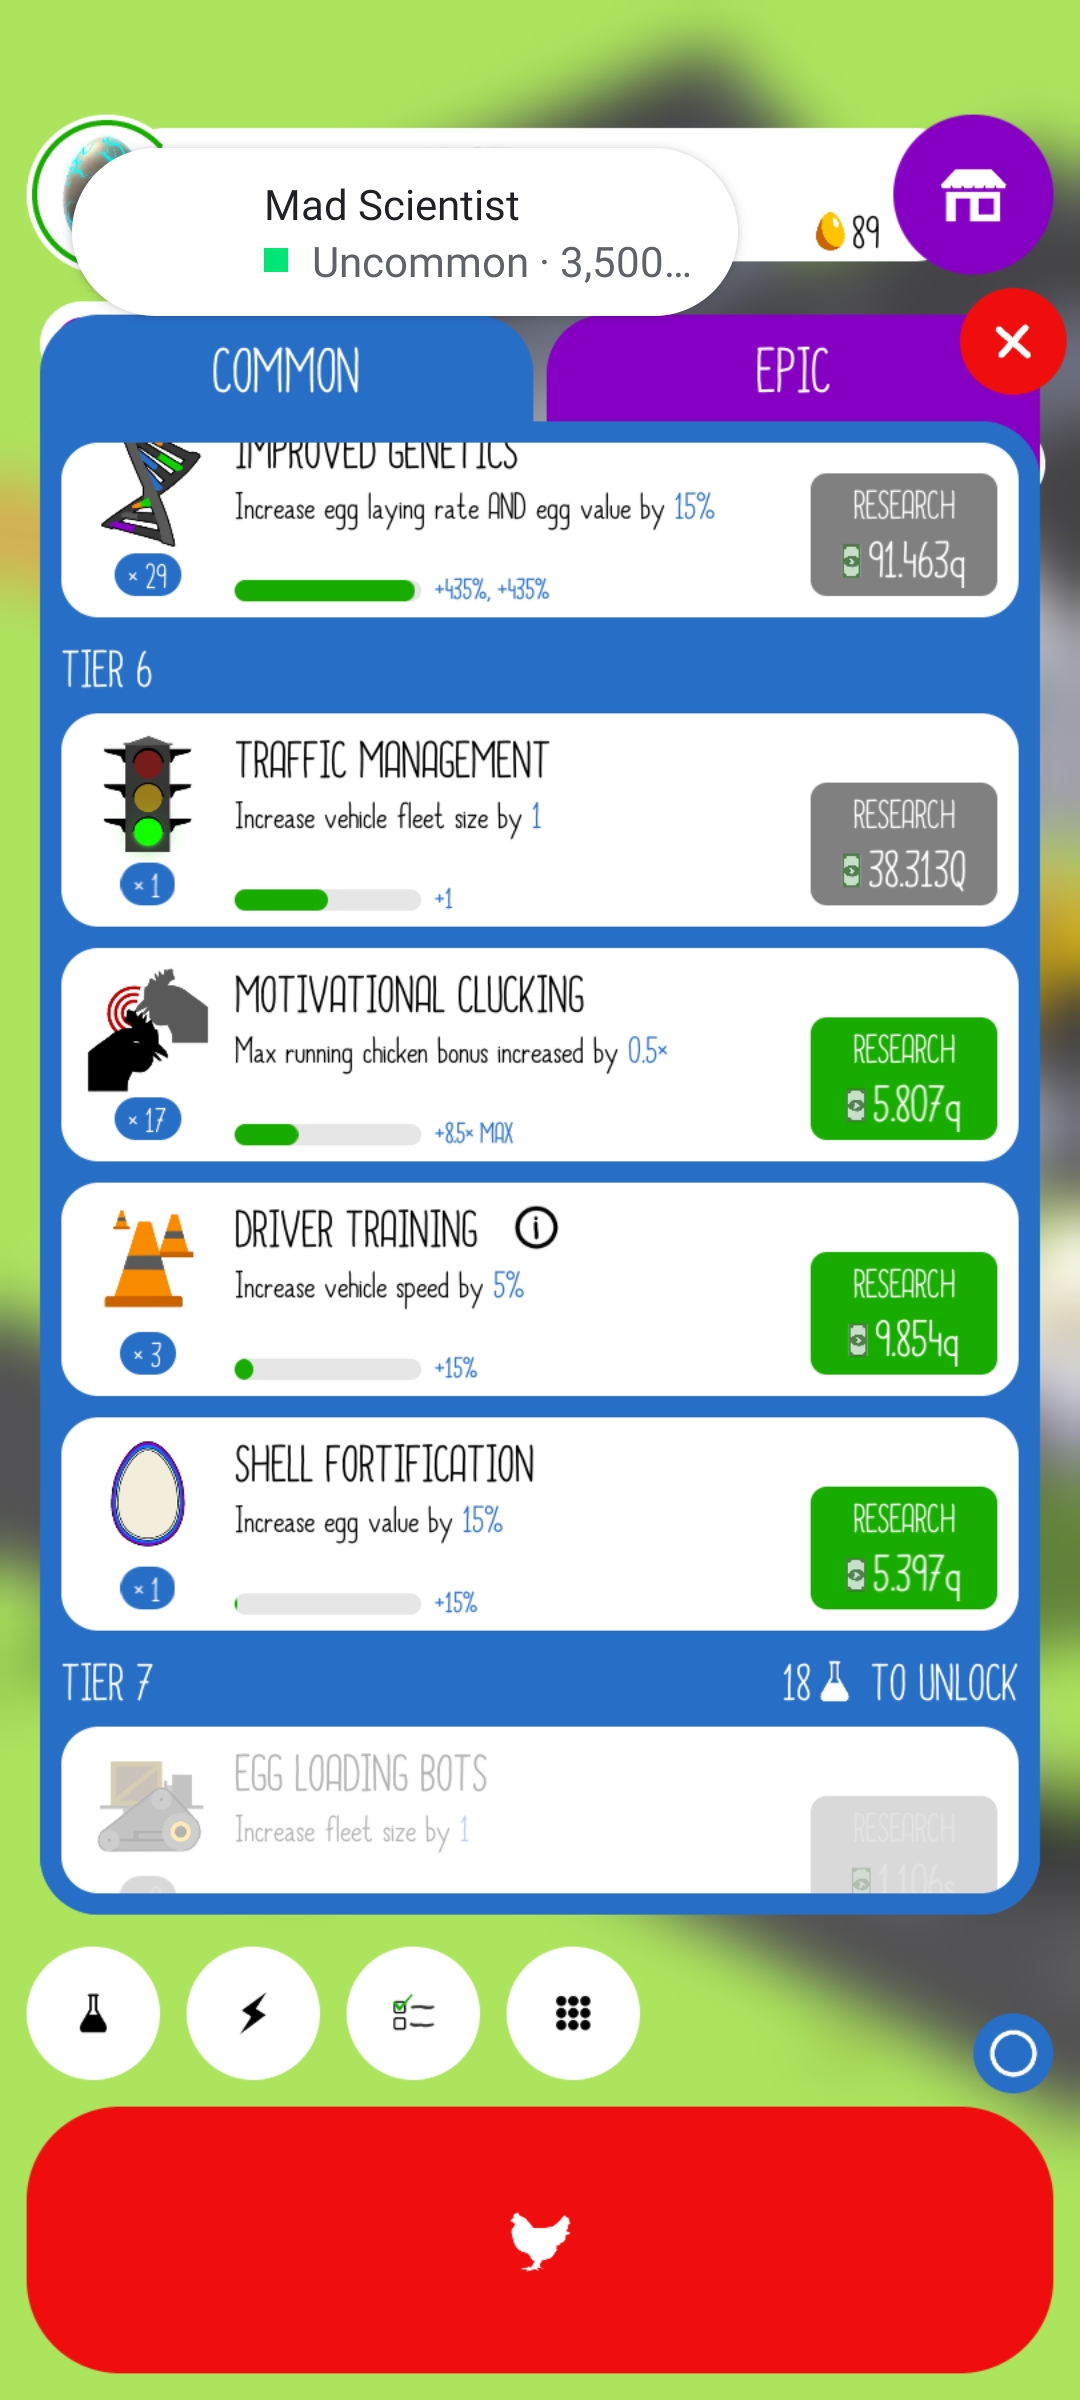 Mad Scientist
Uncommon · 3,500...
89
COMMON
EPIC
IMPROVED GENETICS
Increase egg laying rate AND egg value by 15%
RESEARCH
91.463q
× 29
+435%, +435%
TIER 6
TRAFFIC MANAGEMENT
Increase vehicle fleet size by 1
RESEARCH
38.313Q
× 1
+1
MOTIVATIONAL CLUCKING
Max running chicken bonus increased by 0.5×
RESEARCH
5.807q
× 17
+8.5× MAX
DRIVER TRAINING
Increase vehicle speed by 5%
RESEARCH
9.854q
× 3
+15%
SHELL FORTIFICATION
Increase egg value by 15%
RESEARCH
5.397q
× 1
+15%
TIER 7
18 TO UNLOCK
EGG LOADING BOTS
Increase fleet size by 1
RESEARCH
1.106s